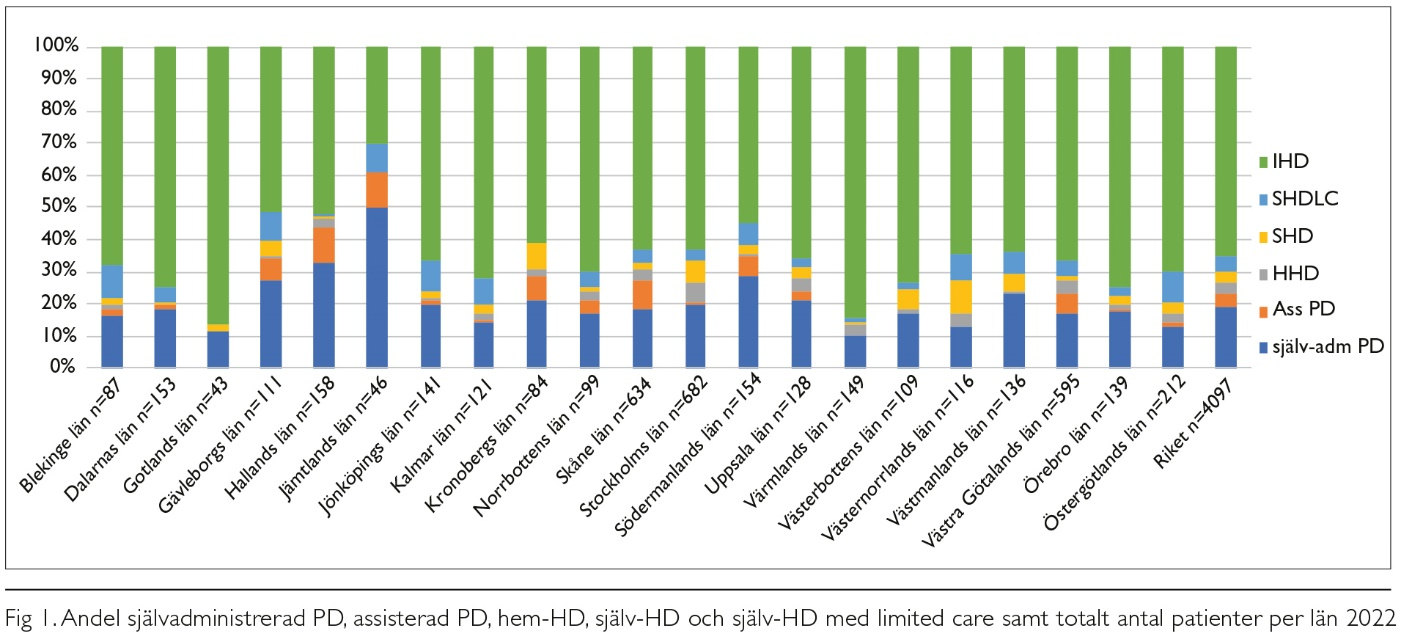 100%
90%
80%
70%
60%
50%
40%
30%
20%
10%
0%
IHD
SHDLC
SHD
HHD
Ass PD
själv-adm PD
Blekinge län n=87
Dalarnas län n=153
Gotlands län n=43
Gävleborgs län n=111
Hallands län n=158
Jämtlands län n=46
Jönköpings län n=141
Kalmar län n=121
Kronobergs län n=84
Norrbottens län n=99
Skåne län n=634
Stockholms län n=682
Södermanlands län n=154
Uppsala län n=128
Värmlands län n=149
Västerbottens län n=109
Västernorrlands län n=116
Västmanlands län n=136
Västra Götalands län n=595
Örebro län n=139
Östergötlands län n=212
Riket n=4097
Fig 1. Andel självadministrerad PD, assisterad PD, hem-HD, själv-HD och själv-HD med limited care samt totalt antal patienter per län 2022